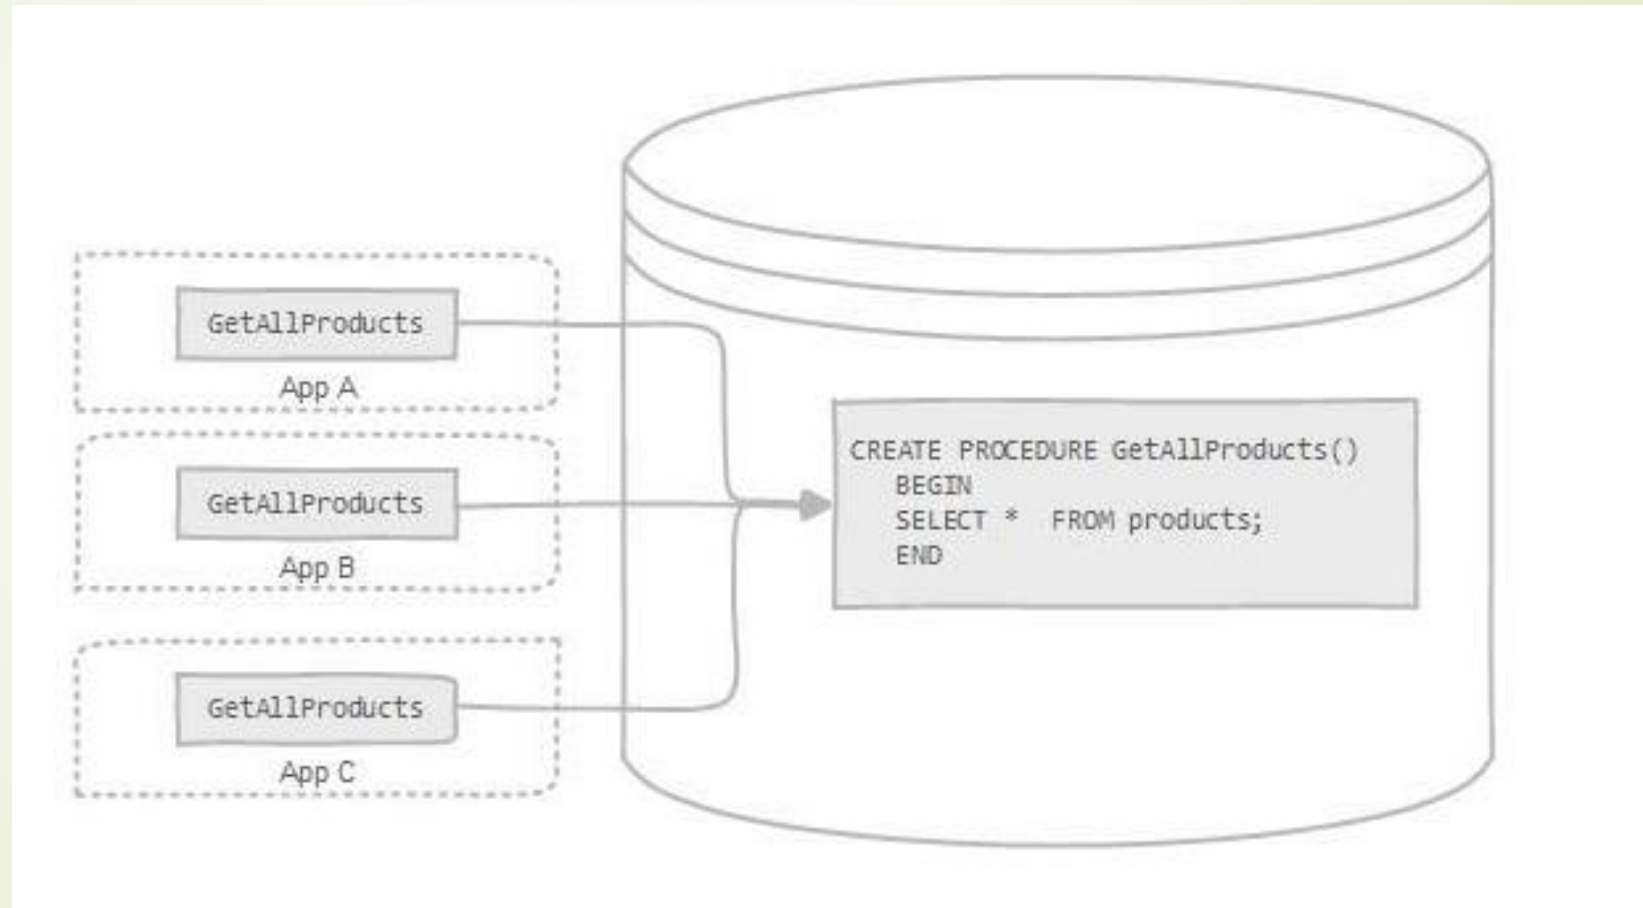 GetAllProducts
App A
GetAllProducts
App B
GetAllProducts
App C
CREATE PROCEDURE GetAllProducts()
BEGIN
SELECT * FROM products;
END